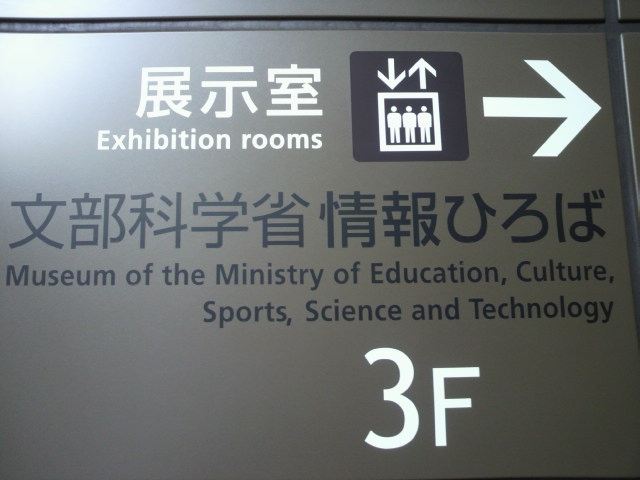 展示室
Exhibition rooms
文部科学省 情報ひろば
Museum of the Ministry of Education, Culture,
Sports, Science and Technology
3F